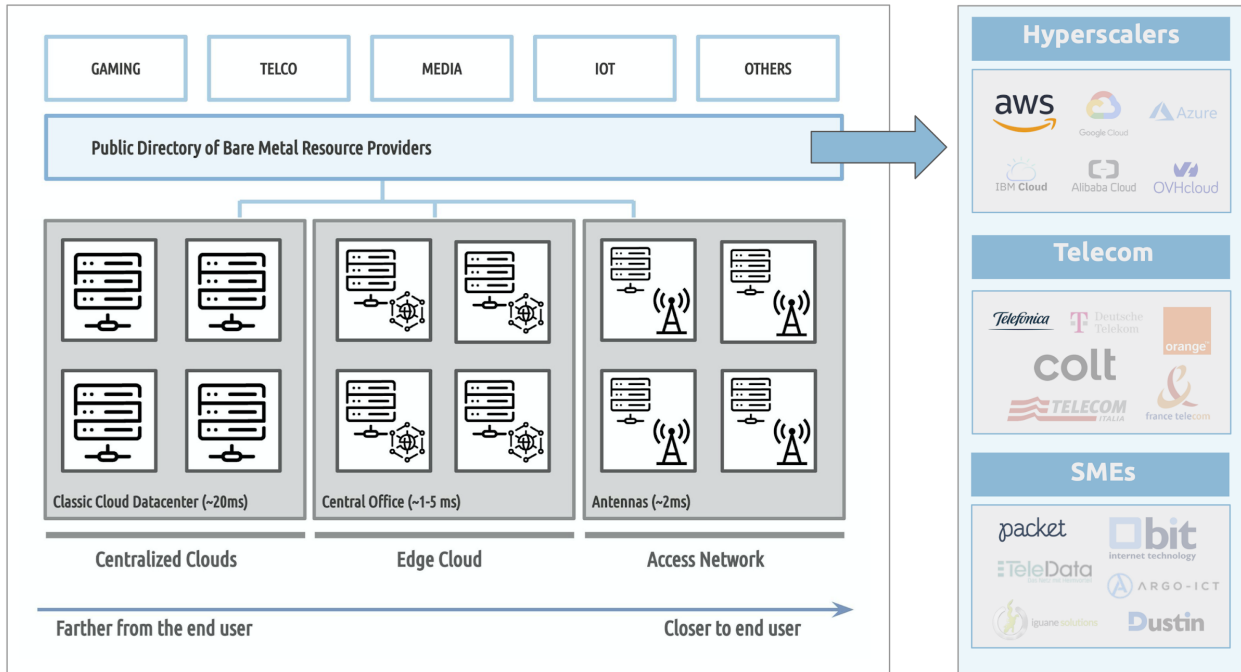 GAMING
TELCO
MEDIA
IOT
OTHERS
Public Directory of Bare Metal Resource Providers
Classic Cloud Datacenter (~20ms)
Central Office (~1-5 ms)
Antennas (~2ms)
Centralized Clouds
Edge Cloud
Access Network
Farther from the end user
Closer to end user
Hyperscalers
aws
Google Cloud
Azure
IBM Cloud
Alibaba Cloud
OVHcloud
Telecom
Telefónica
T
Deutsche
Telekom
orange™
colt
TELECOM
ITALIA
france telecom
SMEs
packet
bit
internet technology
TeleData
ARGO-ICT
iguane solutions
Dustin